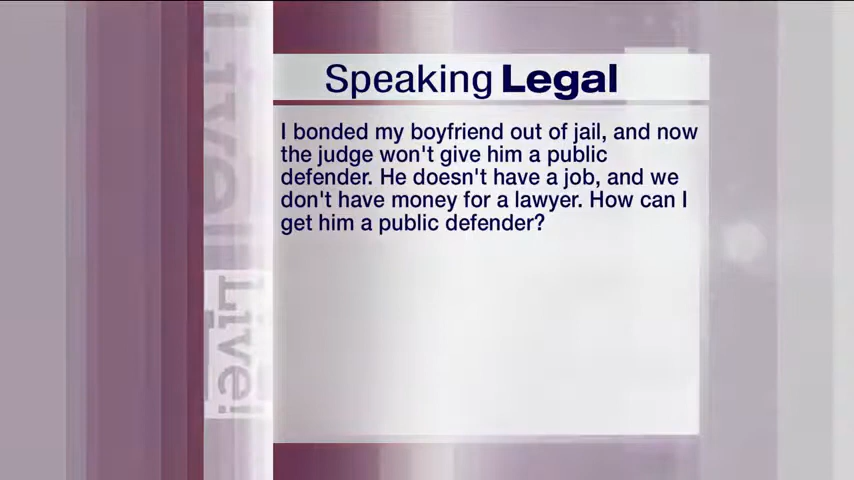 Speaking Legal
I bonded my boyfriend out of jail, and now
the judge won't give him a public
defender. He doesn't have a job, and we
don't have money for a lawyer. How can I
get him a public defender?
Live!
Live!